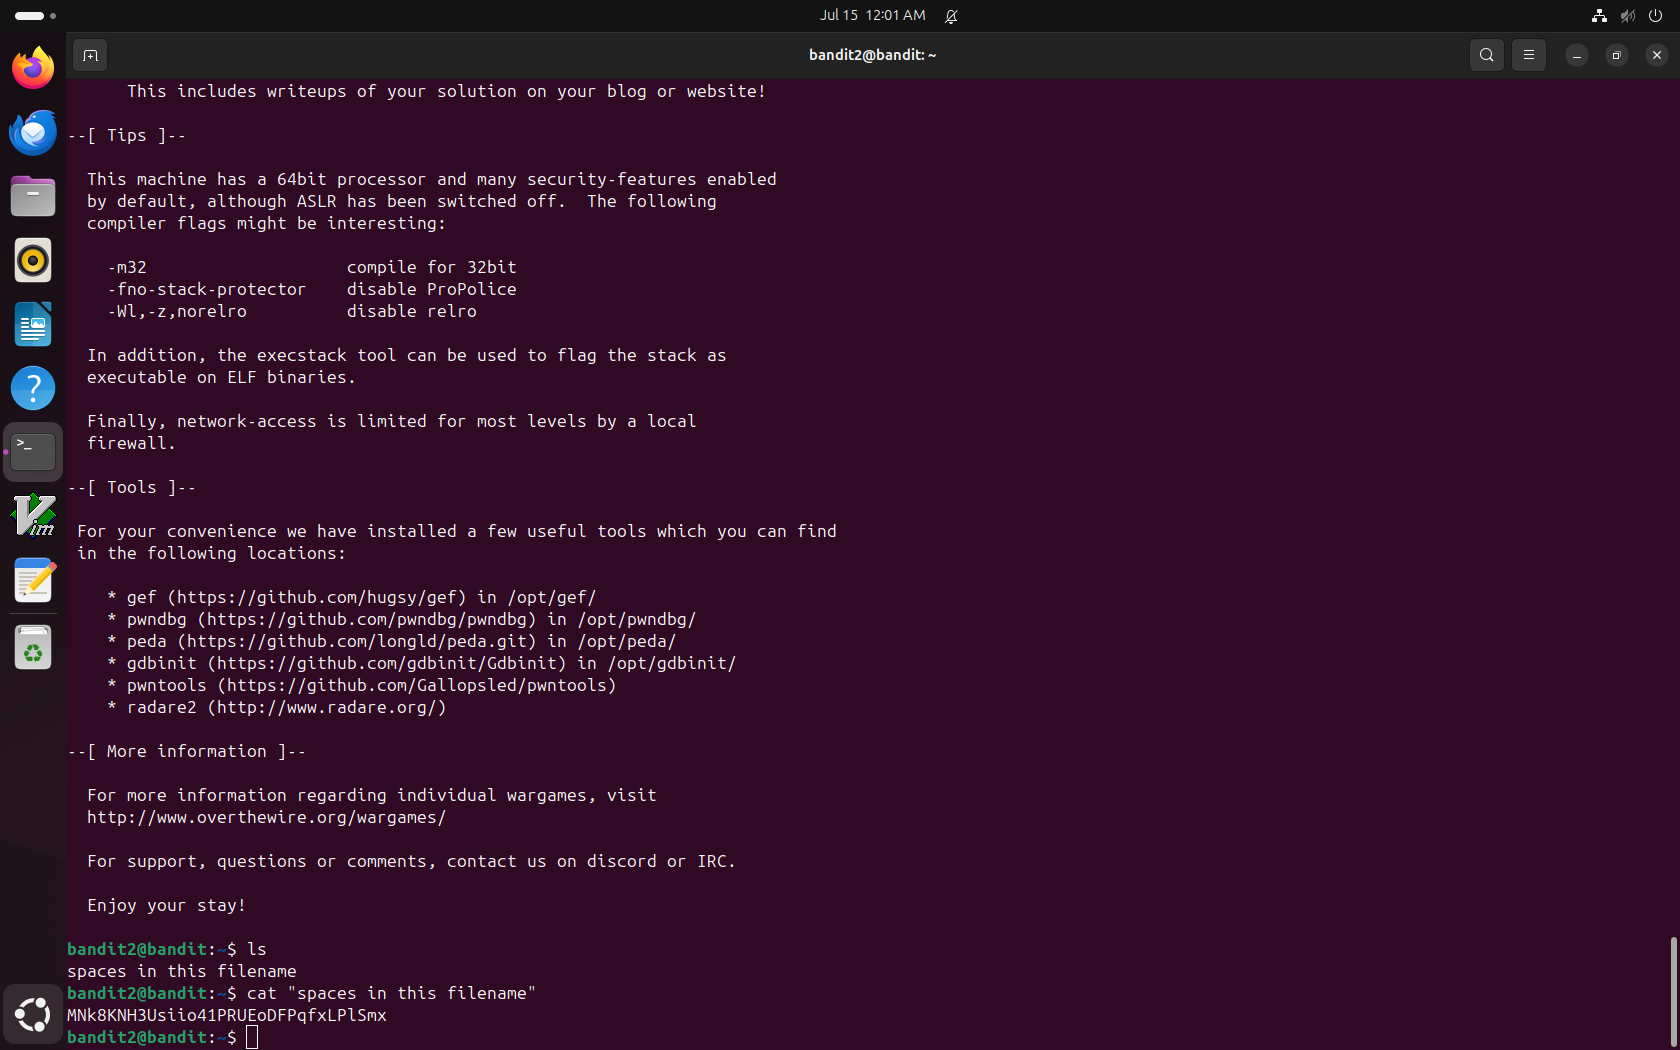 Jul 15 12:01 AM
bandit2@bandit: ~
This includes writeups of your solution on your blog or website!
--[ Tips ]--
This machine has a 64bit processor and many security-features enabled
by default, although ASLR has been switched off.  The following
compiler flags might be interesting:
-m32                    compile for 32bit
-fno-stack-protector    disable ProPolice
-Wl,-z,norelro          disable relro
In addition, the execstack tool can be used to flag the stack as
executable on ELF binaries.
Finally, network-access is limited for most levels by a local
firewall.
--[ Tools ]--
For your convenience we have installed a few useful tools which you can find
in the following locations:
* gef (https://github.com/hugsy/gef) in /opt/gef/
* pwndbg (https://github.com/pwndbg/pwndbg) in /opt/pwndbg/
* peda (https://github.com/longld/peda.git) in /opt/peda/
* gdbinit (https://github.com/gdbinit/Gdbinit) in /opt/gdbinit/
* pwntools (https://github.com/Gallopsled/pwntools)
* radare2 (http://www.radare.org/)
--[ More information ]--
For more information regarding individual wargames, visit
http://www.overthewire.org/wargames/
For support, questions or comments, contact us on discord or IRC.
Enjoy your stay!
bandit2@bandit:~$ ls
spaces in this filename
bandit2@bandit:~$ cat "spaces in this filename"
MNk8KNH3Usiio41PRUEoDFPqfxLPlSmx
bandit2@bandit:~$